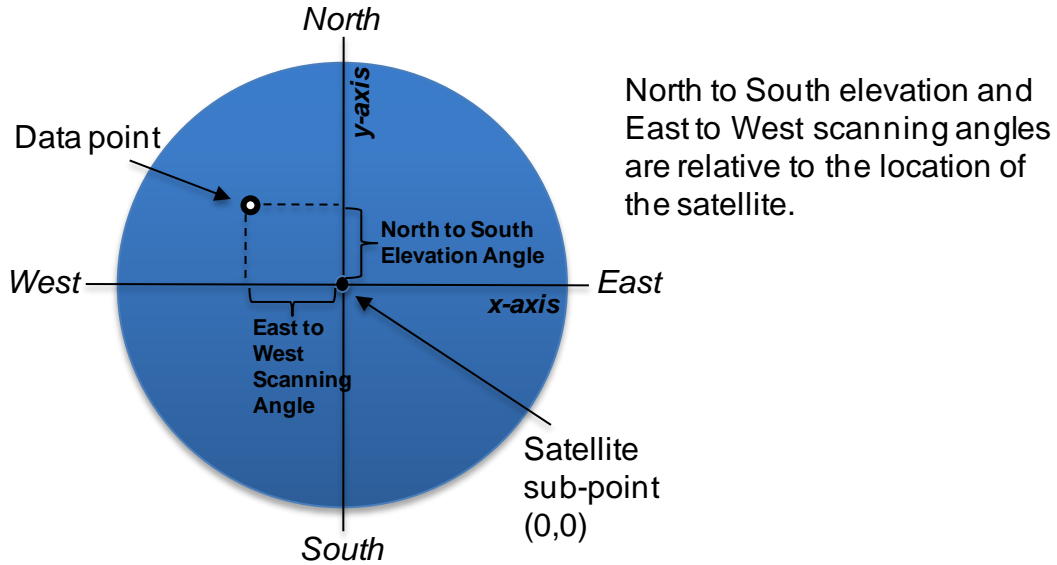 North
y-axis
Data point
North to South elevation and
East to West scanning angles
are relative to the location of
the satellite.
North to South
Elevation Angle
West
East
x-axis
East to
West
Scanning
Angle
Satellite
sub-point
(0,0)
South